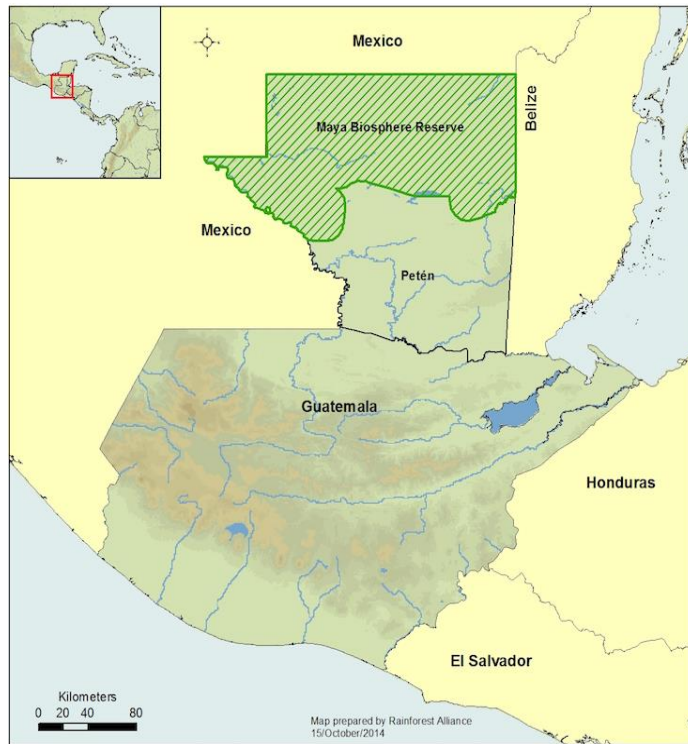 Mexico
Belize
Maya Biosphere Reserve
Mexico
Petén
Guatemala
Honduras
El Salvador
Kilometers
0 20 40 80
Map prepared by Rainforest Alliance
15/October/2014